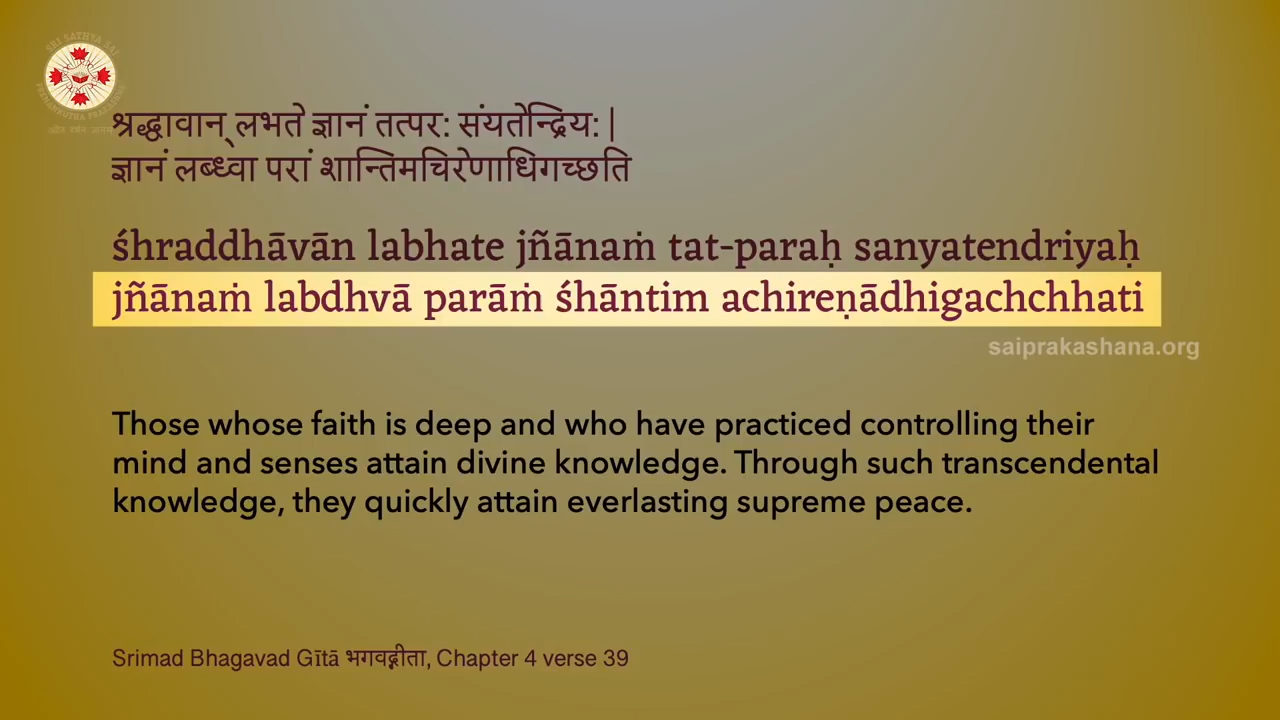 SRI SATHYA SAI
श्रद्धावान् लभते ज्ञानं तत्परः संयतेन्द्रियः |
ज्ञानं लब्ध्वा परां शान्तिमचिरेणाधिगच्छति
śhraddhāvān labhate jñānaṁ tat-paraḥ sanyatendriyaḥ
jñānaṁ labdhvā parāṁ śhāntim achireṇādhigachchhati
saiprakashana.org
Those whose faith is deep and who have practiced controlling their
mind and senses attain divine knowledge. Through such transcendental
knowledge, they quickly attain everlasting supreme peace.
Srimad Bhagavad Gītā भगवद्गीता, Chapter 4 verse 39